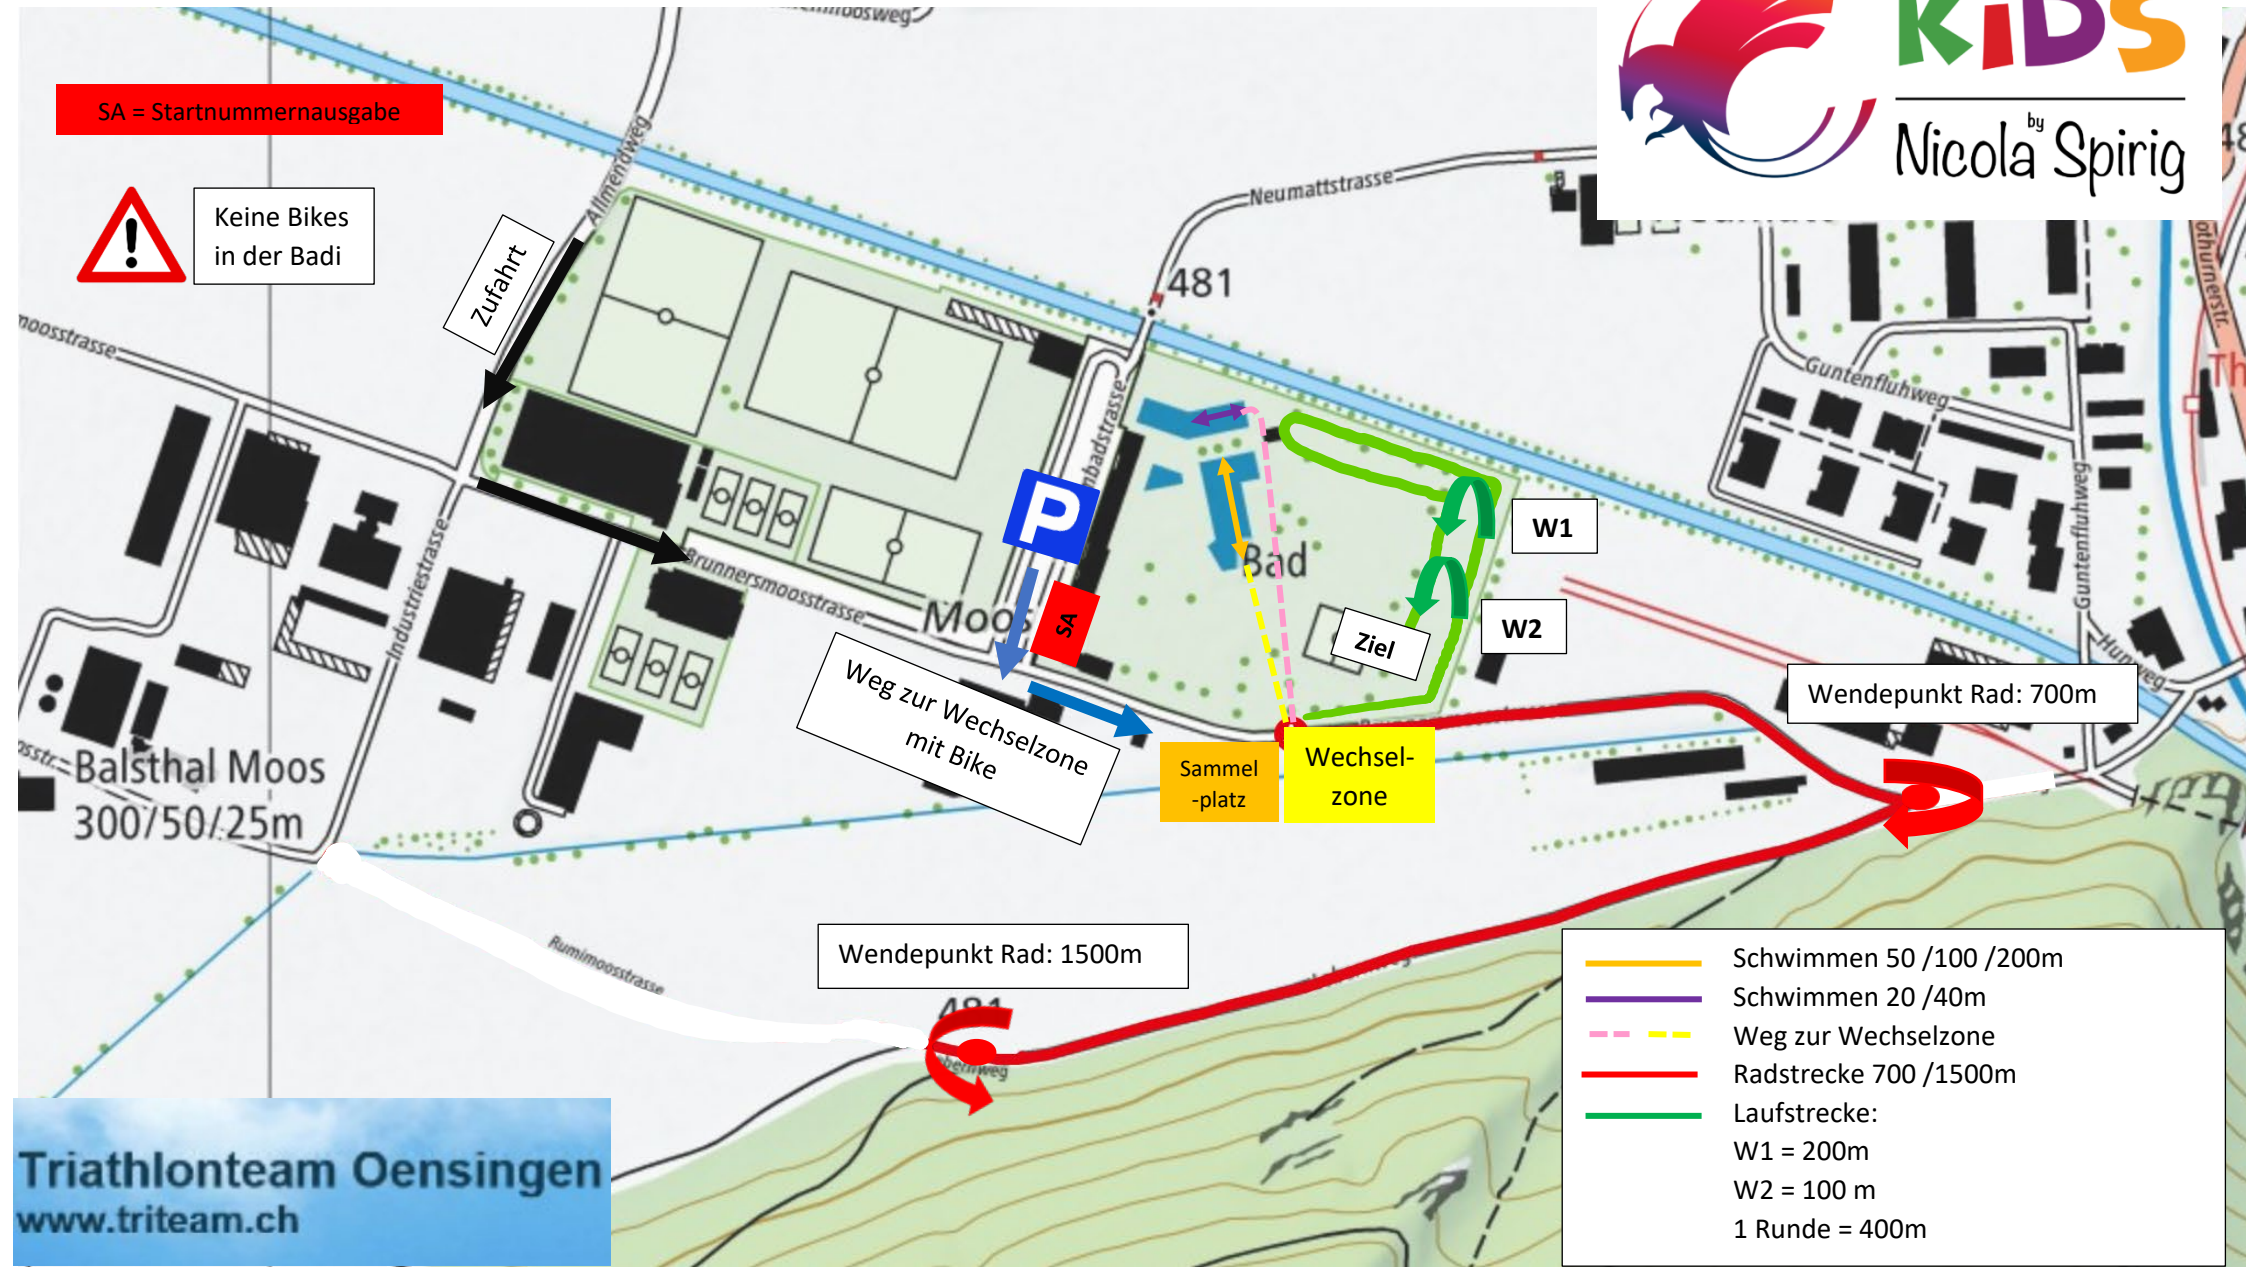 KiDS
by
Nicola Spirig
SA = Startnummernausgabe
Keine Bikes
in der Badi
Zufahrt
Allmendweg
Neumattstrasse
481
Guntenfluhweg
Guntenfluhweg
Hunweg
Industriestrasse
Brunnersmoosstrasse
Moos
P
SA
Bad
W1
W2
Ziel
Weg zur Wechselzone
mit Bike
Sammel
-platz
Wechsel-
zone
Wendepunkt Rad: 700m
Balsthal Moos
300/50/25m
Rumimoosstrasse
Wendepunkt Rad: 1500m
481
Schwimmen 50 /100 /200m
Schwimmen 20 /40m
Weg zur Wechselzone
Radstrecke 700 /1500m
Laufstrecke:
W1 = 200m
W2 = 100 m
1 Runde = 400m
Triathlonteam Oensingen
www.triteam.ch